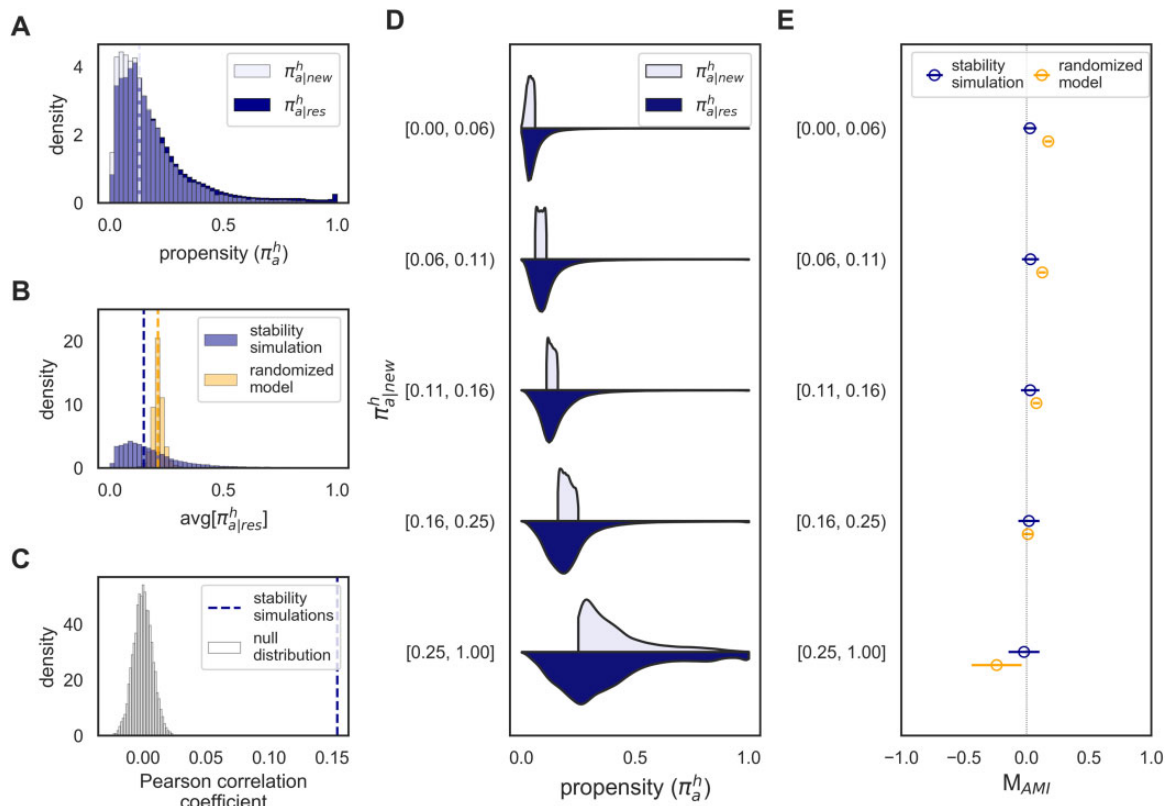 A
4
2
0
density
π^h_{a|new}
π^h_{a|res}
0.0
0.5
1.0
propensity (π^h_a)
B
20
10
0
density
stability
simulation
randomized
model
0.0
0.5
1.0
avg[π^h_{a|res}]
C
40
20
0
density
stability
simulations
null
distribution
0.00
0.05
0.10
0.15
Pearson correlation
coefficient
D
π^h_{a|new}
π^h_{a|res}
π^h_{a|new}
[0.00, 0.06)
[0.06, 0.11)
[0.11, 0.16)
[0.16, 0.25)
[0.25, 1.00]
0.0
0.5
1.0
propensity (π^h_a)
E
stability
simulation
randomized
model
[0.00, 0.06)
[0.06, 0.11)
[0.11, 0.16)
[0.16, 0.25)
[0.25, 1.00]
−1.0
−0.5
0.0
0.5
1.0
M_{AMI}